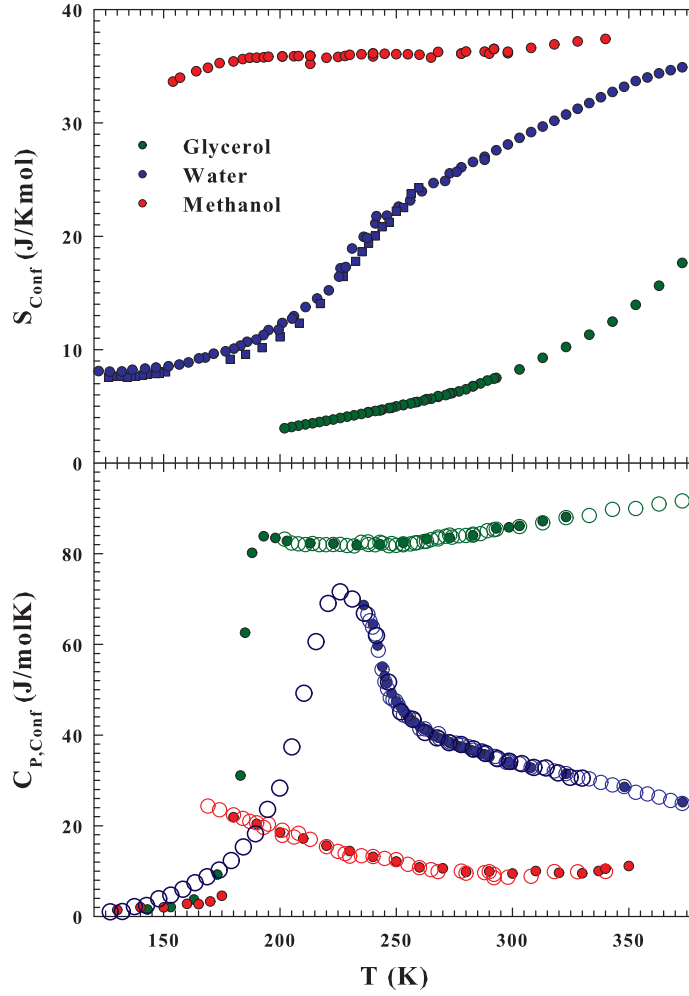 40
30
20
10
0
S_Conf (J/Kmol)
Glycerol
Water
Methanol
80
60
40
20
0
C_P,Conf (J/molK)
150 200 250 300 350
T (K)